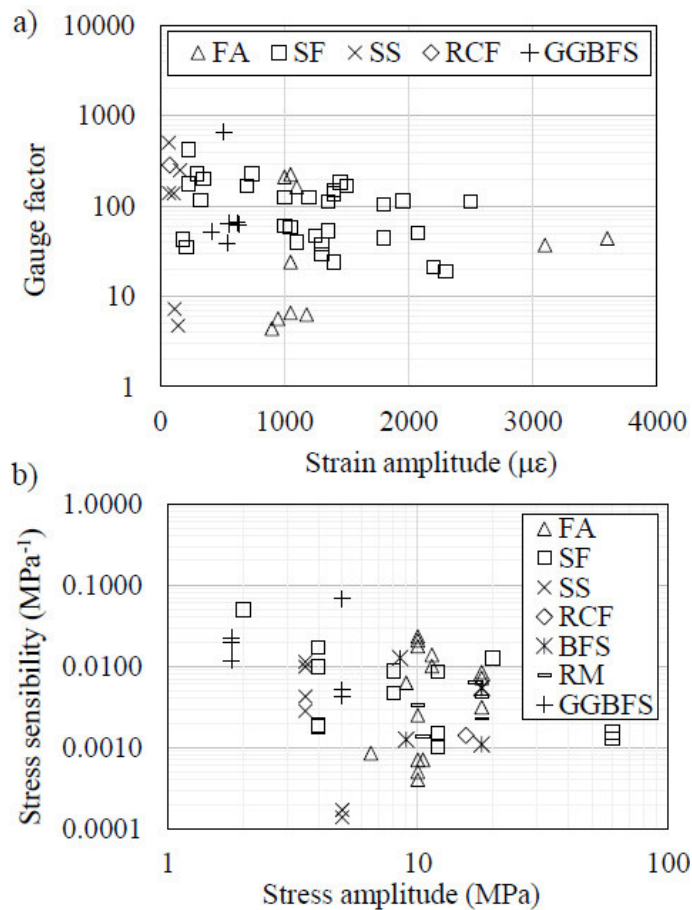 a)
10000
FA SF SS RCF GGBFS
1000
100
10
1
Gauge factor
0 1000 2000 3000 4000
Strain amplitude (με)
b)
1.0000
0.1000
0.0100
0.0010
0.0001
Stress sensibility (MPa⁻¹)
FA
SF
SS
RCF
BFS
RM
GGBFS
1 10 100
Stress amplitude (MPa)